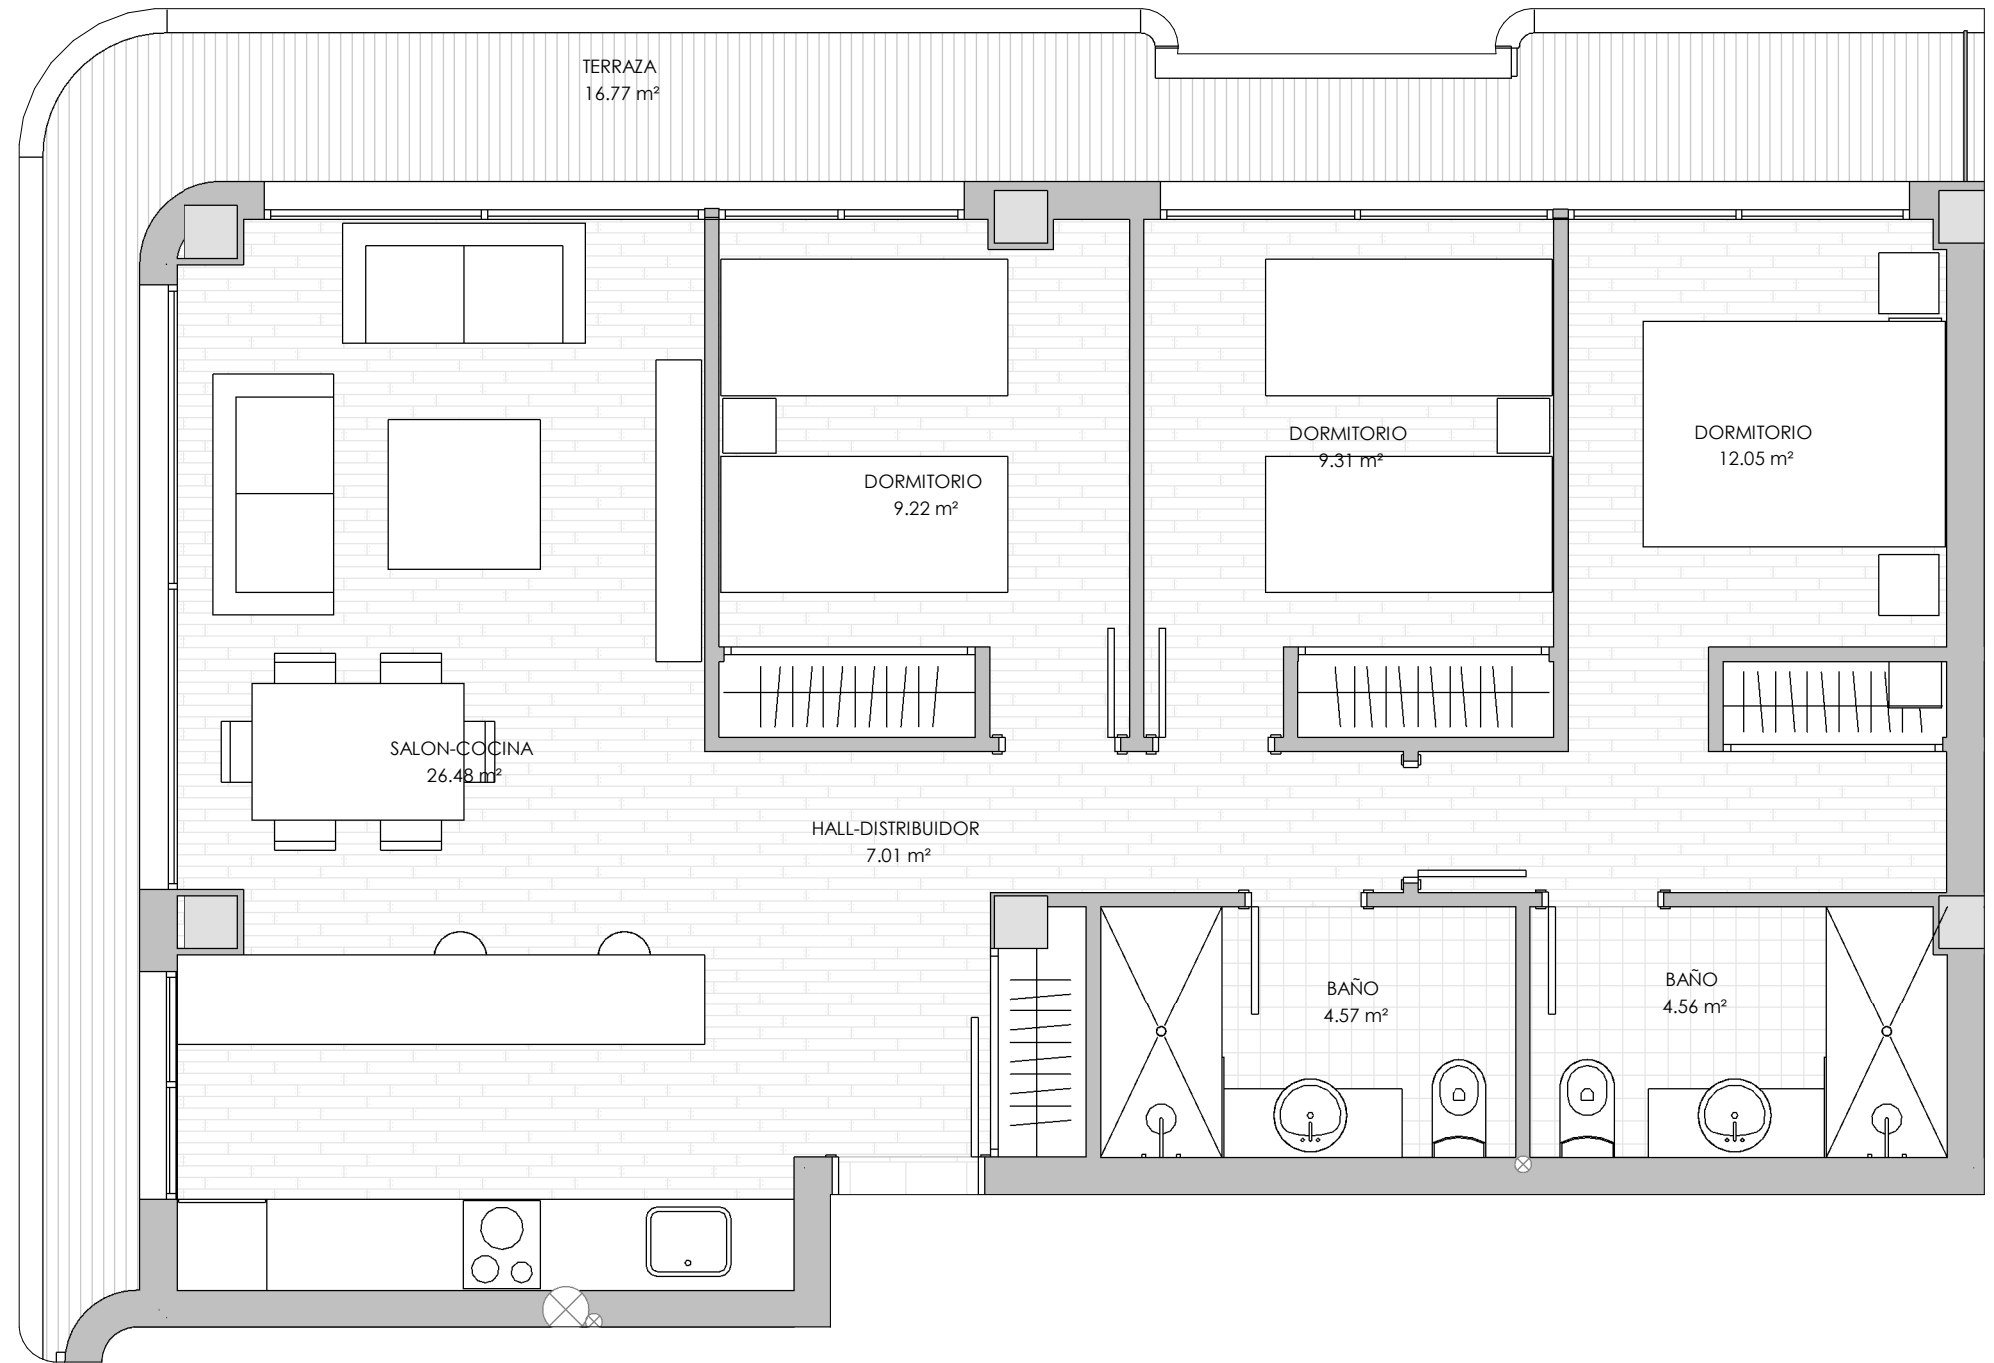 TERRAZA
16.77 m²
DORMITORIO
9.22 m²
DORMITORIO
9.31 m²
DORMITORIO
12.05 m²
SALON-COCINA
26.48 m²
HALL-DISTRIBUIDOR
7.01 m²
BAÑO
4.57 m²
BAÑO
4.56 m²